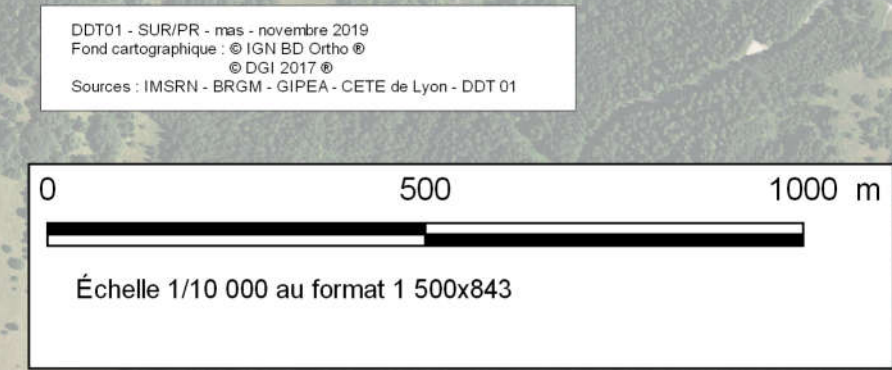 DDT01 - SUR/PR - mas - novembre 2019
Fond cartographique : © IGN BD Ortho ®
© DGI 2017 ®
Sources : IMSRN - BRGM - GIPEA - CETE de Lyon - DDT 01
0 500 1000 m
Échelle 1/10 000 au format 1 500x843